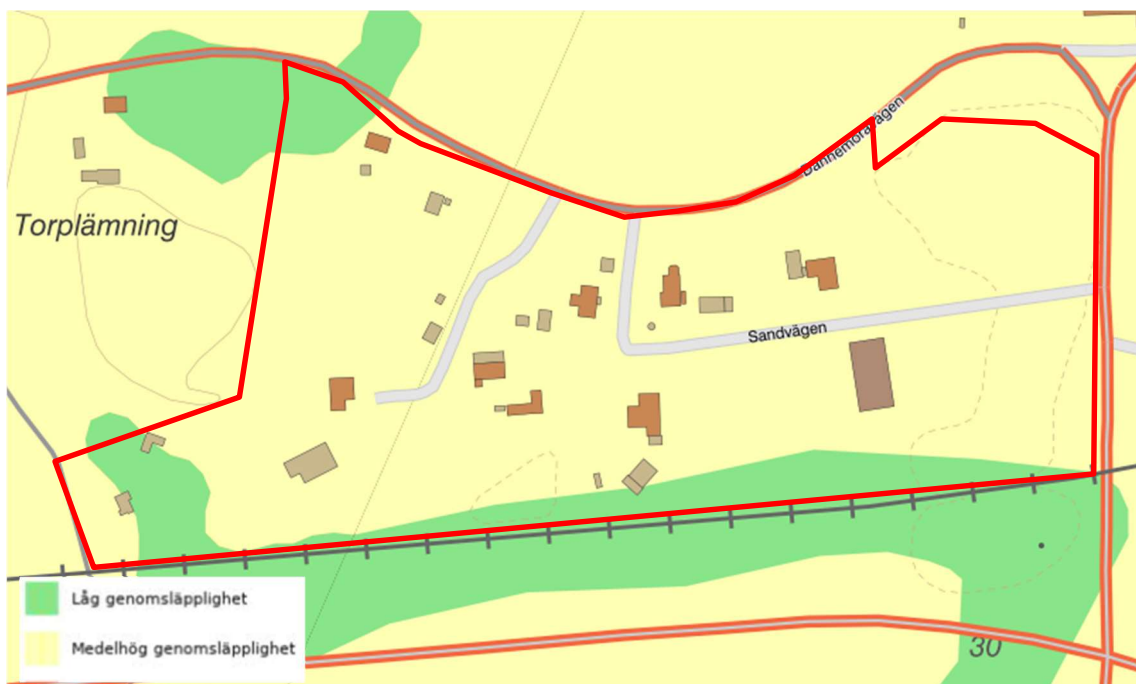 Dannemoravägen
Torplämning
Sandvägen
Låg genomsläpplighet
Medelhög genomsläpplighet
30